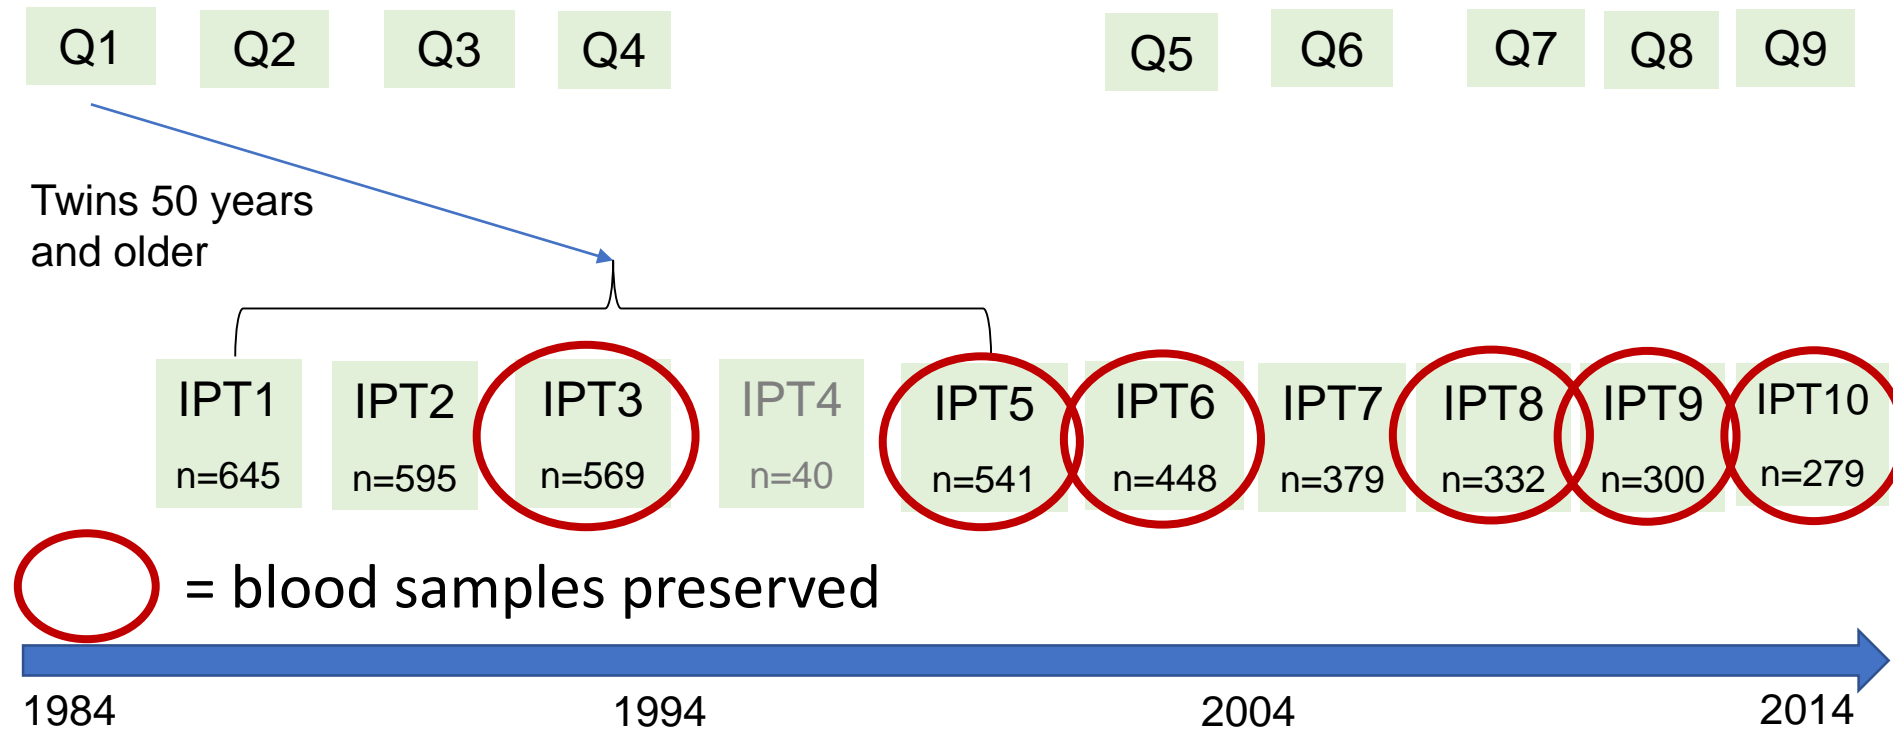 Q1 Q2 Q3 Q4 Q5 Q6 Q7 Q8 Q9
Twins 50 years
and older
IPT1 IPT2 IPT3 IPT4 IPT5 IPT6 IPT7 IPT8 IPT9 IPT10
n=645 n=595 n=569 n=40 n=541 n=448 n=379 n=332 n=300 n=279
= blood samples preserved
1984 1994 2004 2014